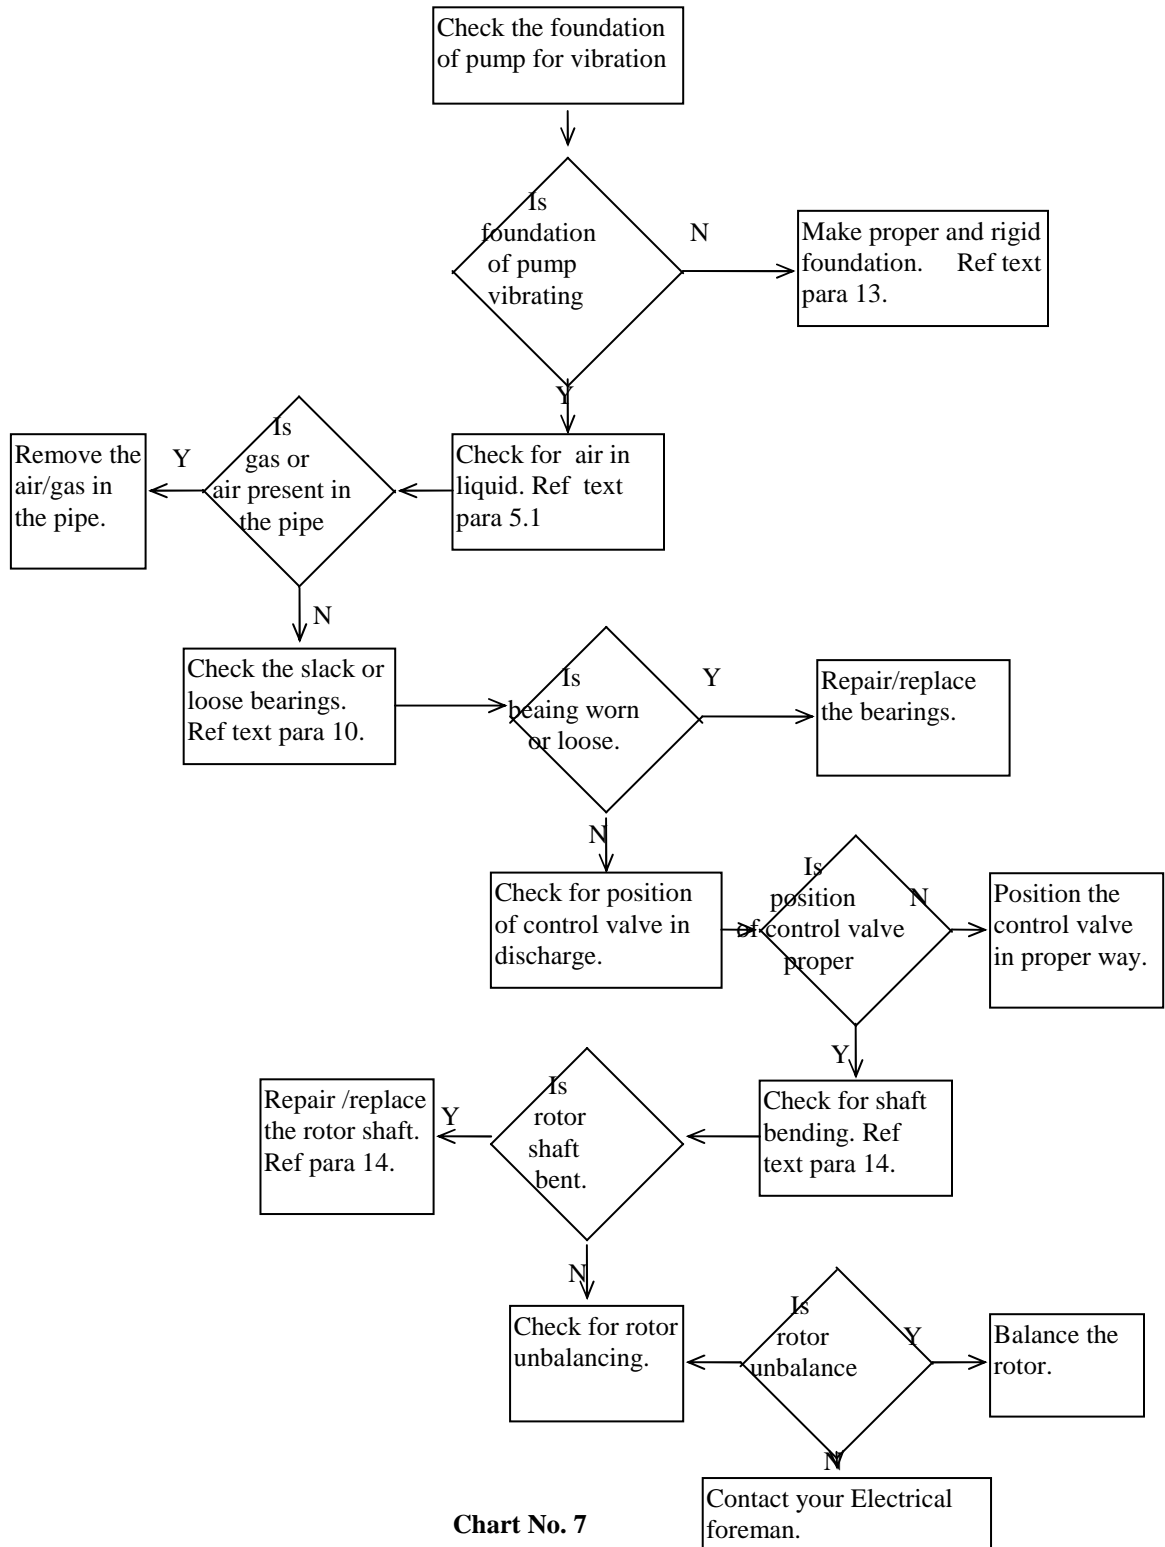 Check the foundation
of pump for vibration
Is
foundation
of pump
vibrating
N
Make proper and rigid
foundation. Ref text
para 13.
Y
Check for air in
liquid. Ref text
para 5.1
Is
gas or
air present in
the pipe
Y
Remove the
air/gas in
the pipe.
N
Check the slack or
loose bearings.
Ref text para 10.
Is
beaing worn
or loose.
Y
Repair/replace
the bearings.
N
Check for position
of control valve in
discharge.
Is
position
of control valve
proper
N
Position the
control valve
in proper way.
Y
Check for shaft
bending. Ref
text para 14.
Is
rotor
shaft
bent.
Y
Repair /replace
the rotor shaft.
Ref para 14.
N
Check for rotor
unbalancing.
Is
rotor
unbalance
Y
Balance the
rotor.
N
Contact your Electrical
foreman.
Chart No. 7